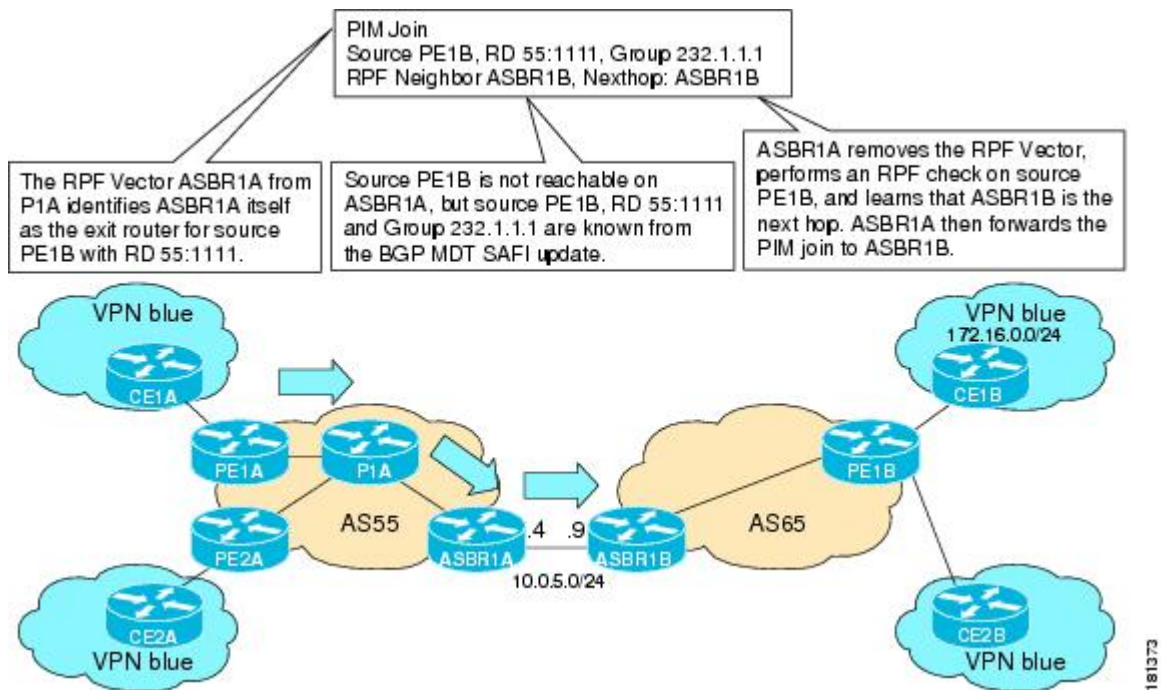 PIM Join
Source PE1B, RD 55:1111, Group 232.1.1.1
RPF Neighbor ASBR1B, Nexthop: ASBR1B
The RPF Vector ASBR1A from
P1A identifies ASBR1A itself
as the exit router for source
PE1B with RD 55:1111.
Source PE1B is not reachable on
ASBR1A, but source PE1B, RD 55:1111
and Group 232.1.1.1 are known from
the BGP MDT SAFI update.
ASBR1A removes the RPF Vector,
performs an RPF check on source
PE1B, and learns that ASBR1B is the
next hop. ASBR1A then forwards the
PIM join to ASBR1B.
VPN blue
CE1A
VPN blue
172.16.0.0/24
CE1B
PE1A
P1A
PE1B
AS55
AS65
PE2A
ASBR1A
.4
.9
ASBR1B
10.0.5.0/24
CE2A
VPN blue
CE2B
VPN blue
181373